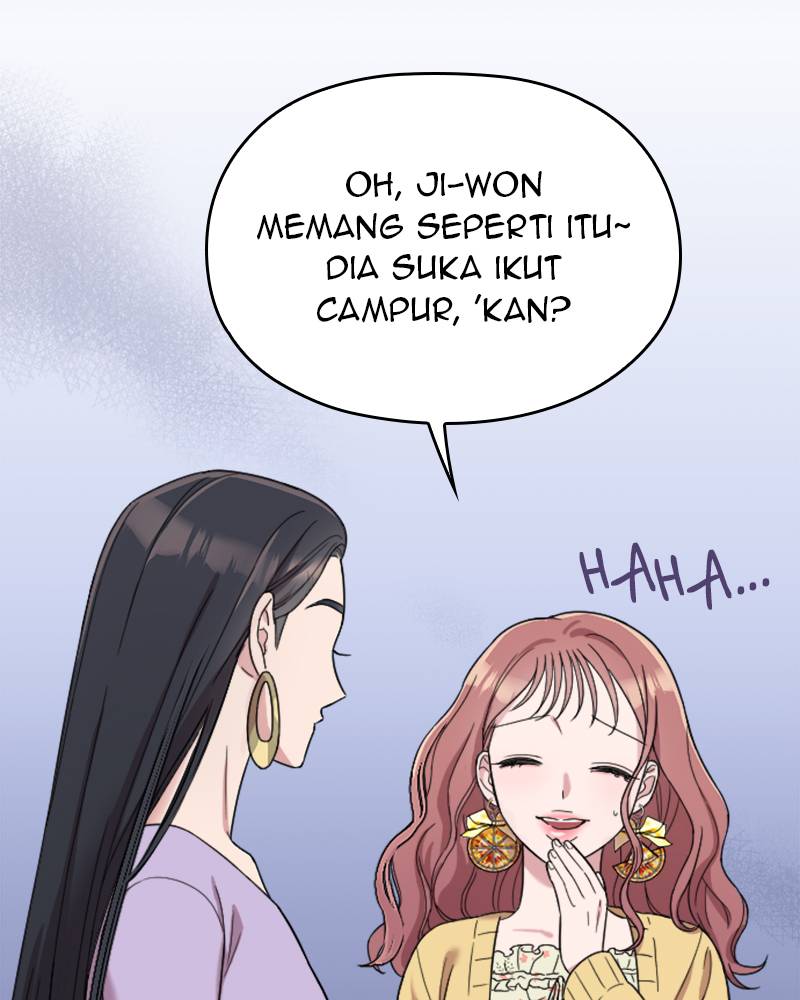 OH, JI-WON
MEMANG SEPERTI ITU~
DIA SUKA IKUT
CAMPUR, 'KAN?
HAHA...